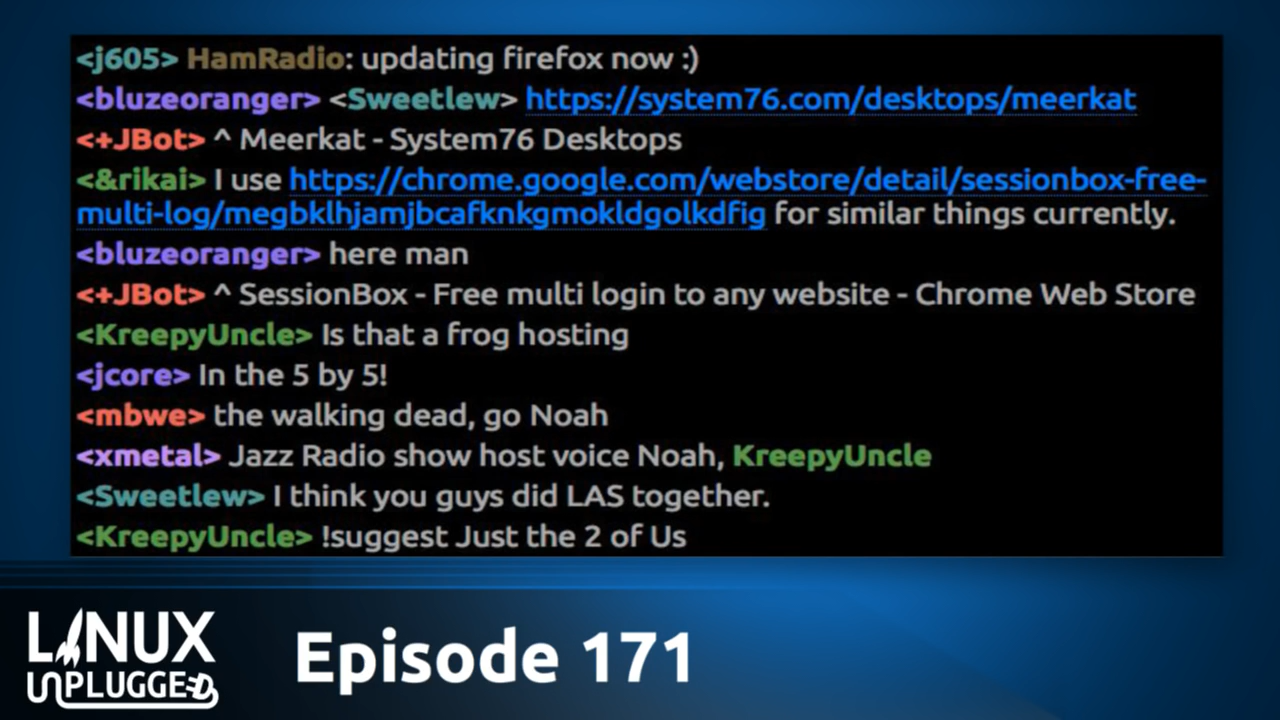 <j605> HamRadio: updating firefox now :)
<bluzeoranger> <Sweetlew> https://system76.com/desktops/meerkat
<+JBot> ^ Meerkat - System76 Desktops
<&rikai> I use https://chrome.google.com/webstore/detail/sessionbox-free-
multi-log/megbklhjamjbcafknkgmokldgolkdfig for similar things currently.
<bluzeoranger> here man
<+JBot> ^ SessionBox - Free multi login to any website - Chrome Web Store
<KreepyUncle> Is that a frog hosting
<jcore> In the 5 by 5!
<mbwe> the walking dead, go Noah
<xmetal> Jazz Radio show host voice Noah, KreepyUncle
<Sweetlew> I think you guys did LAS together.
<KreepyUncle> !suggest Just the 2 of Us
LINUX
UNPLUGGED
Episode 171